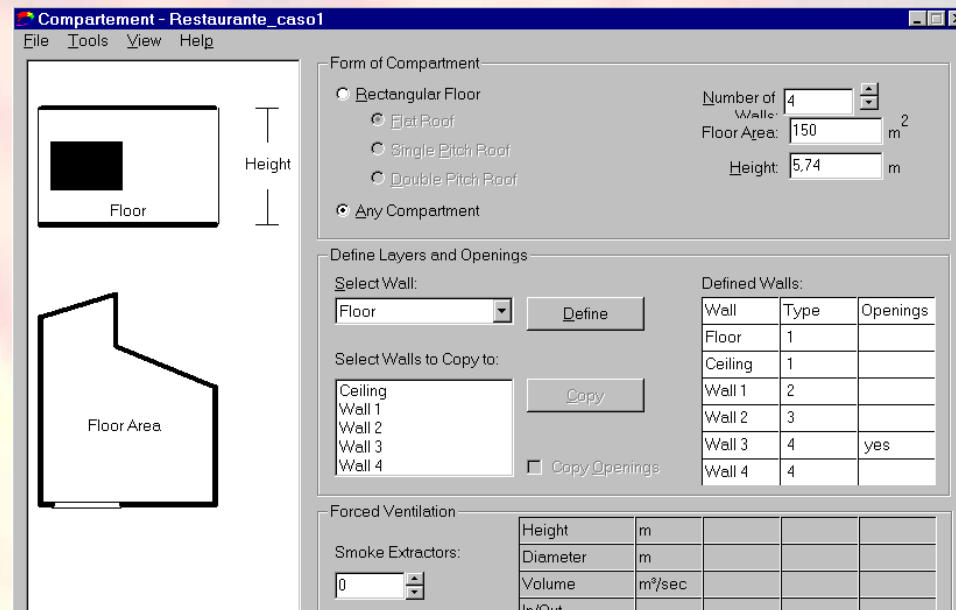 Compartement - Restaurante_caso1
File Tools View Help
Height
Floor
Floor Area
Form of Compartment
Rectangular Floor
Flat Roof
Single Pitch Roof
Double Pitch Roof
Any Compartment
Number of Walls: 4
Floor Area: 150 m2
Height: 5,74 m
Define Layers and Openings
Select Wall:
Floor
Define
Select Walls to Copy to:
Ceiling
Wall 1
Wall 2
Wall 3
Wall 4
Copy
Copy Openings
Defined Walls:
Wall Type Openings
Floor 1
Ceiling 1
Wall 1 2
Wall 2 3
Wall 3 4 yes
Wall 4 4
Forced Ventilation
Smoke Extractors:
0
Height m
Diameter m
Volume m³/sec
In/Out